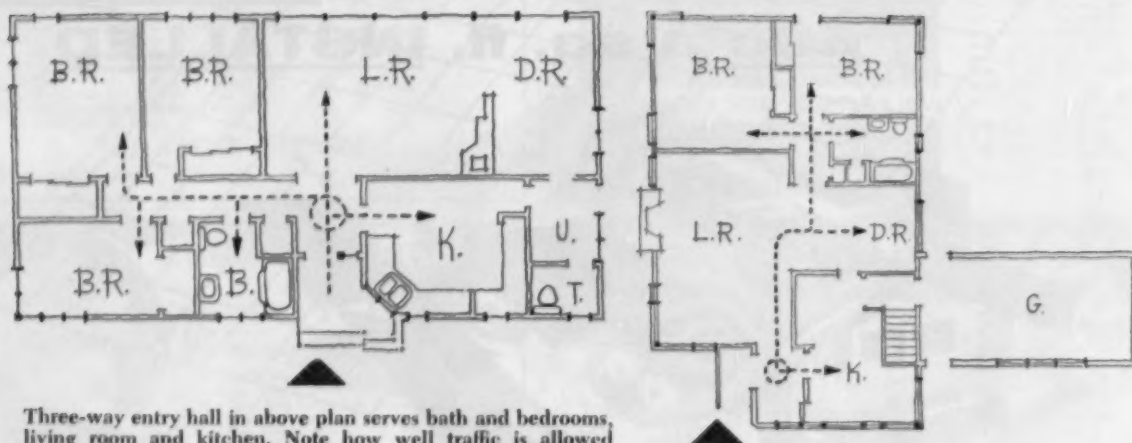 B.R.
B.R.
L.R.
D.R.
B.R.
B.
K.
U.
T.
B.R.
B.R.
L.R.
D.R.
G.
K.
Three-way entry hall in above plan serves bath and bedrooms,
living room and kitchen. Note how well traffic is allowed